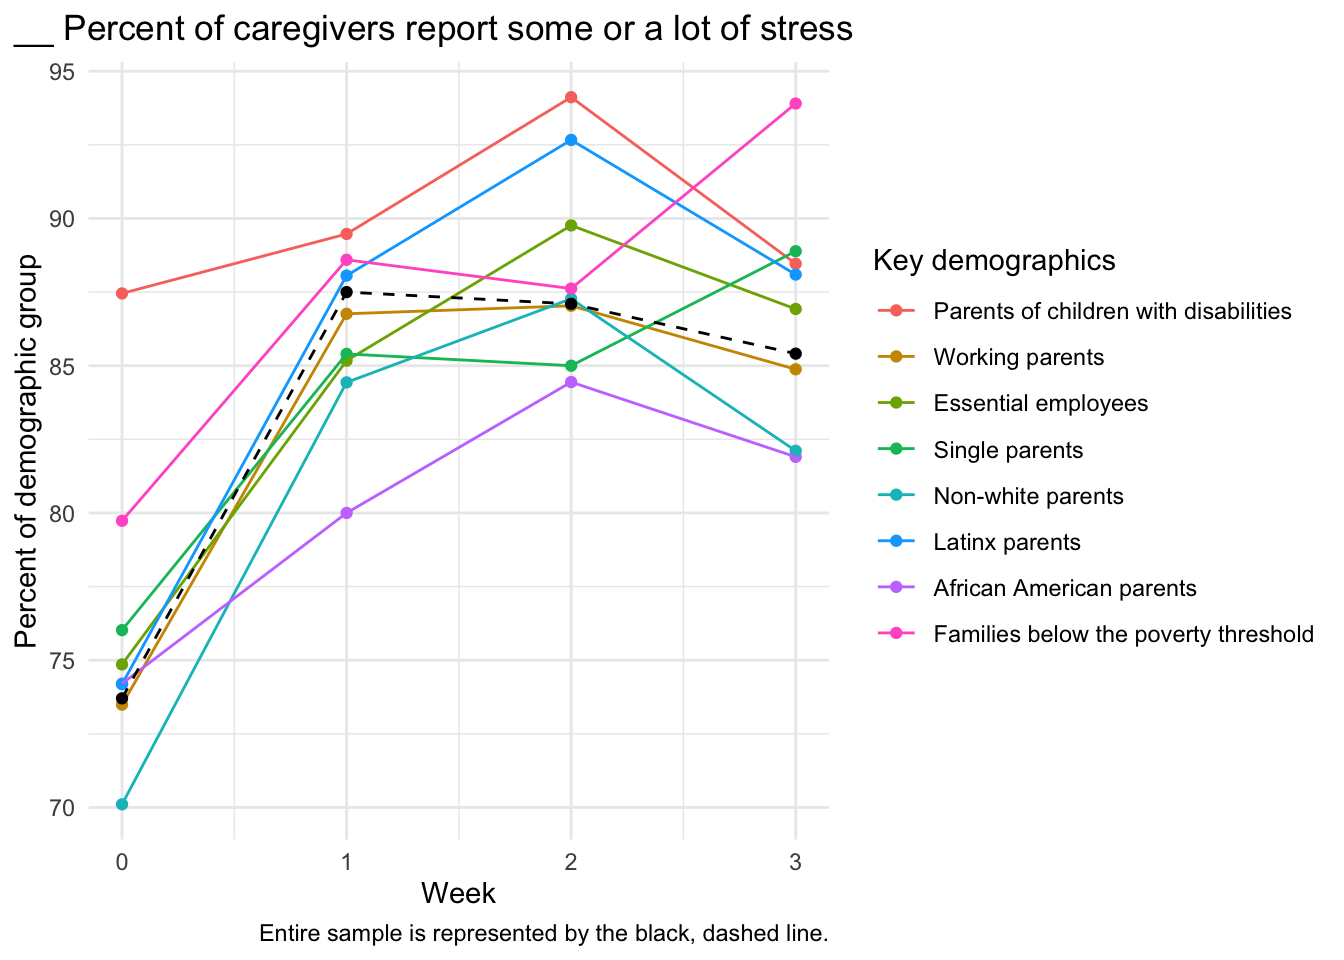 __ Percent of caregivers report some or a lot of stress
95
90
85
80
75
70
Percent of demographic group
0 1 2 3
Week
Entire sample is represented by the black, dashed line.
Key demographics
Parents of children with disabilities
Working parents
Essential employees
Single parents
Non-white parents
Latinx parents
African American parents
Families below the poverty threshold